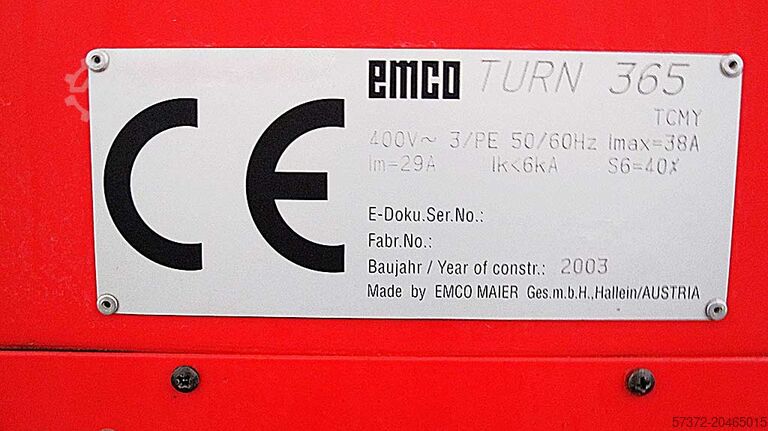 CE
emco TURN 365
TCMY
400V~ 3/PE 50/60Hz Imax=38A
Im=29A Ik<6kA S6=40%
E-Doku.Ser.No.:
Fabr.No.:
Baujahr / Year of constr.: 2003
Made by EMCO MAIER Ges.m.b.H.,Hallein/AUSTRIA
57372-20465015